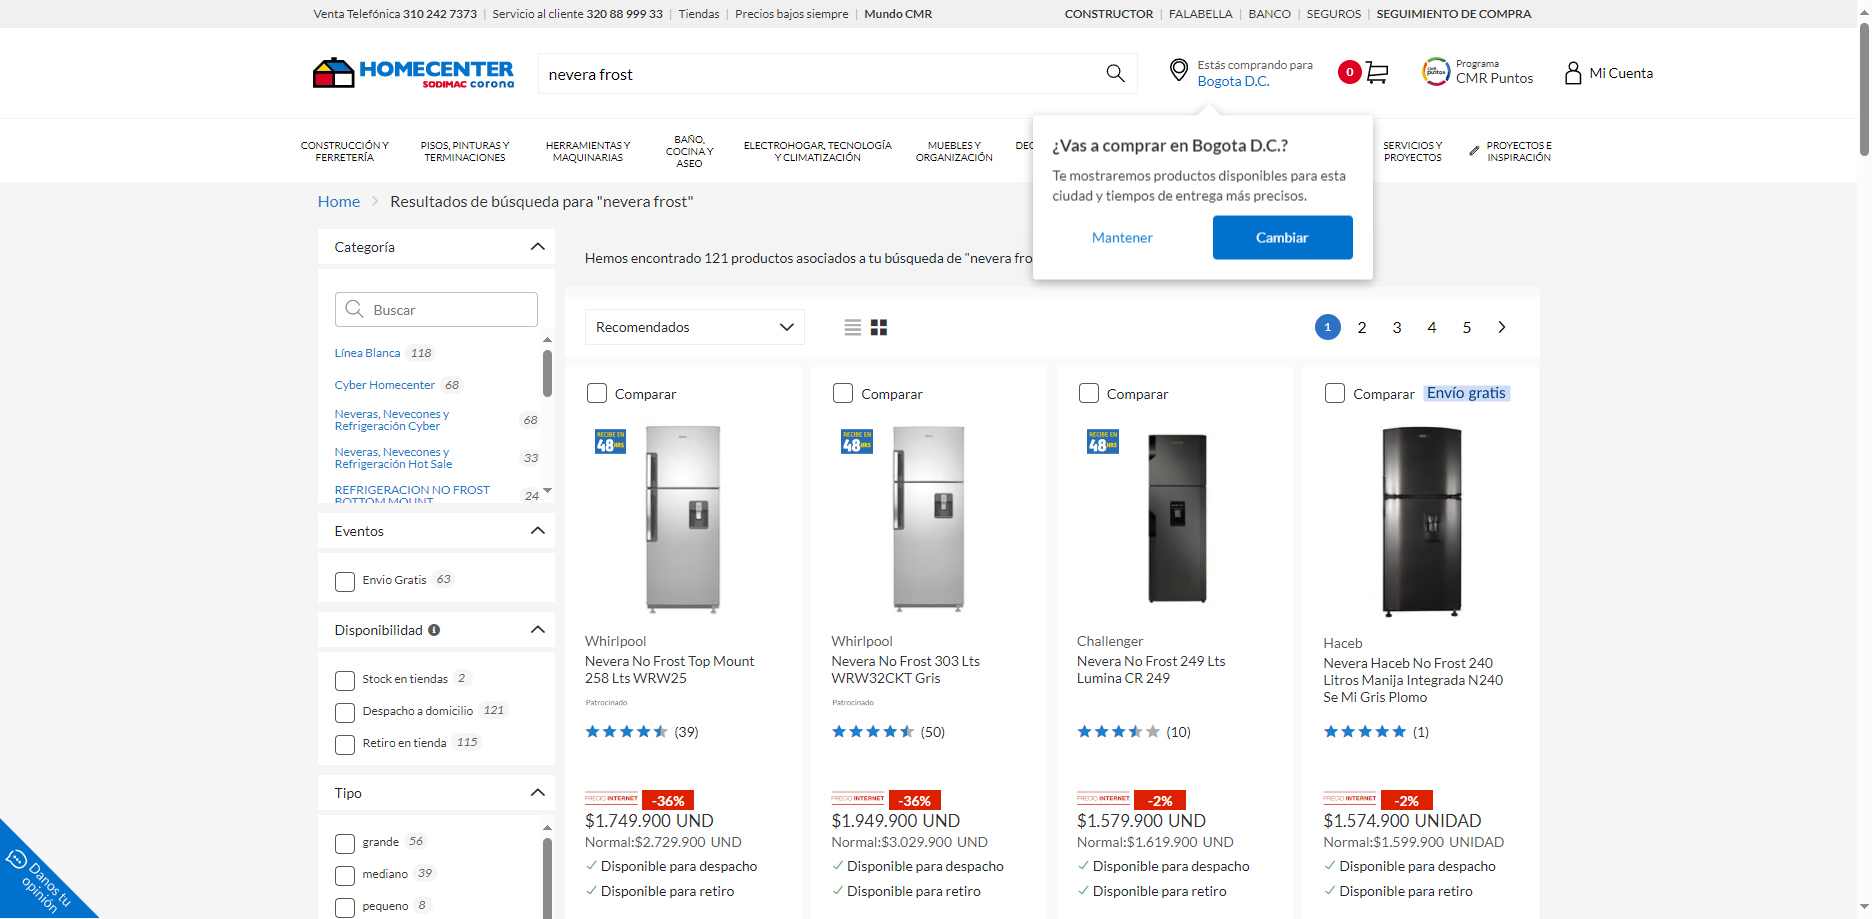 Venta Telefónica 310 242 7373 | Servicio al cliente 320 88 999 33 | Tiendas | Precios bajos siempre | Mundo CMR
CONSTRUCTOR | FALABELLA | BANCO | SEGUROS | SEGUIMIENTO DE COMPRA
HOMECENTER
SODIMAC corona
nevera frost
Estás comprando para
Bogota D.C.
0
CMR puntos
Programa
CMR Puntos
Mi Cuenta
CONSTRUCCIÓN Y
FERRETERÍA
PISOS, PINTURAS Y
TERMINACIONES
HERRAMIENTAS Y
MAQUINARIAS
BAÑO,
COCINA Y
ASEO
ELECTROHOGAR, TECNOLOGÍA
Y CLIMATIZACIÓN
MUEBLES Y
ORGANIZACIÓN
DEC
SERVICIOS Y
PROYECTOS
PROYECTOS E
INSPIRACIÓN
¿Vas a comprar en Bogota D.C.?
Te mostraremos productos disponibles para esta
ciudad y tiempos de entrega más precisos.
Mantener
Cambiar
Home > Resultados de búsqueda para "nevera frost"
Categoría
Buscar
Línea Blanca 118
Cyber Homecenter 68
Neveras, Nevecones y
Refrigeración Cyber 68
Neveras, Nevecones y
Refrigeración Hot Sale 33
REFRIGERACION NO FROST
BOTTOM MOUNT 24
Eventos
Envio Gratis 63
Disponibilidad
Stock en tiendas 2
Despacho a domicilio 121
Retiro en tienda 115
Tipo
grande 56
mediano 39
pequeno 8
Danos tu
opinión
Hemos encontrado 121 productos asociados a tu búsqueda de "nevera fro
Recomendados
1 2 3 4 5
Comparar
RECIBE EN
48HRS
Whirlpool
Nevera No Frost Top Mount
258 Lts WRW25
Patrocinado
(39)
PRECIO INTERNET -36%
$1.749.900 UND
Normal:$2.729.900 UND
Disponible para despacho
Disponible para retiro
Comparar
RECIBE EN
48HRS
Whirlpool
Nevera No Frost 303 Lts
WRW32CKT Gris
Patrocinado
(50)
PRECIO INTERNET -36%
$1.949.900 UND
Normal:$3.029.900 UND
Disponible para despacho
Disponible para retiro
Comparar
RECIBE EN
48HRS
Challenger
Nevera No Frost 249 Lts
Lumina CR 249
(10)
PRECIO INTERNET -2%
$1.579.900 UND
Normal:$1.619.900 UND
Disponible para despacho
Disponible para retiro
Comparar Envío gratis
Haceb
Nevera Haceb No Frost 240
Litros Manija Integrada N240
Se Mi Gris Plomo
(1)
PRECIO INTERNET -2%
$1.574.900 UNIDAD
Normal:$1.599.900 UNIDAD
Disponible para despacho
Disponible para retiro